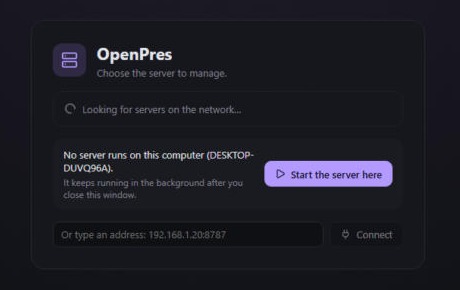 OpenPres
Choose the server to manage.
Looking for servers on the network...
No server runs on this computer (DESKTOP-
DUVQ96A).
It keeps running in the background after you
close this window.
Start the server here
Or type an address: 192.168.1.20:8787
Connect